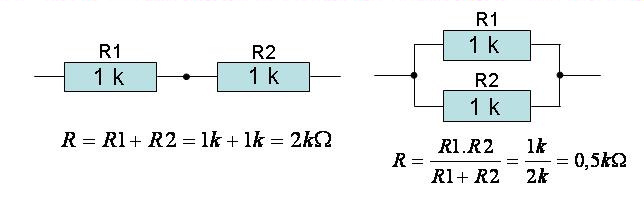 R1 R2
1 k 1 k
R = R1 + R2 = 1k + 1k = 2kΩ
R1
1 k
R2
1 k
R = R1.R2 / R1 + R2 = 1k / 2k = 0,5kΩ